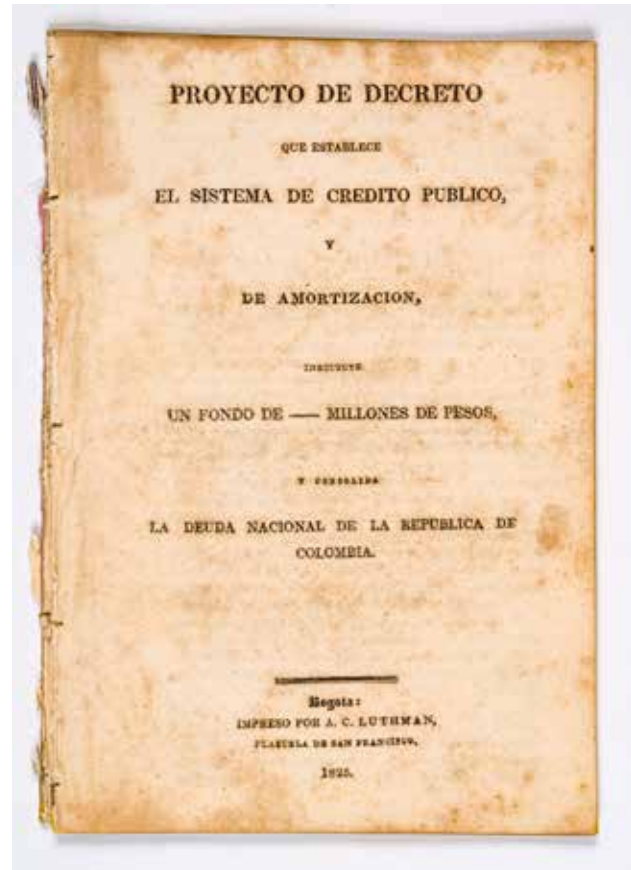 PROYECTO DE DECRETO
QUE ESTABLECE
EL SISTEMA DE CREDITO PUBLICO,
Y
DE AMORTIZACION,
INSTITUYE
UN FONDO DE —— MILLONES DE PESOS,
Y CONSOLIDA
LA DEUDA NACIONAL DE LA REPUBLICA DE
COLOMBIA.
Bogota:
IMPRESO POR A. C. LUTHMAN,
PLAZUELA DE SAN FRANCISCO,
1825.